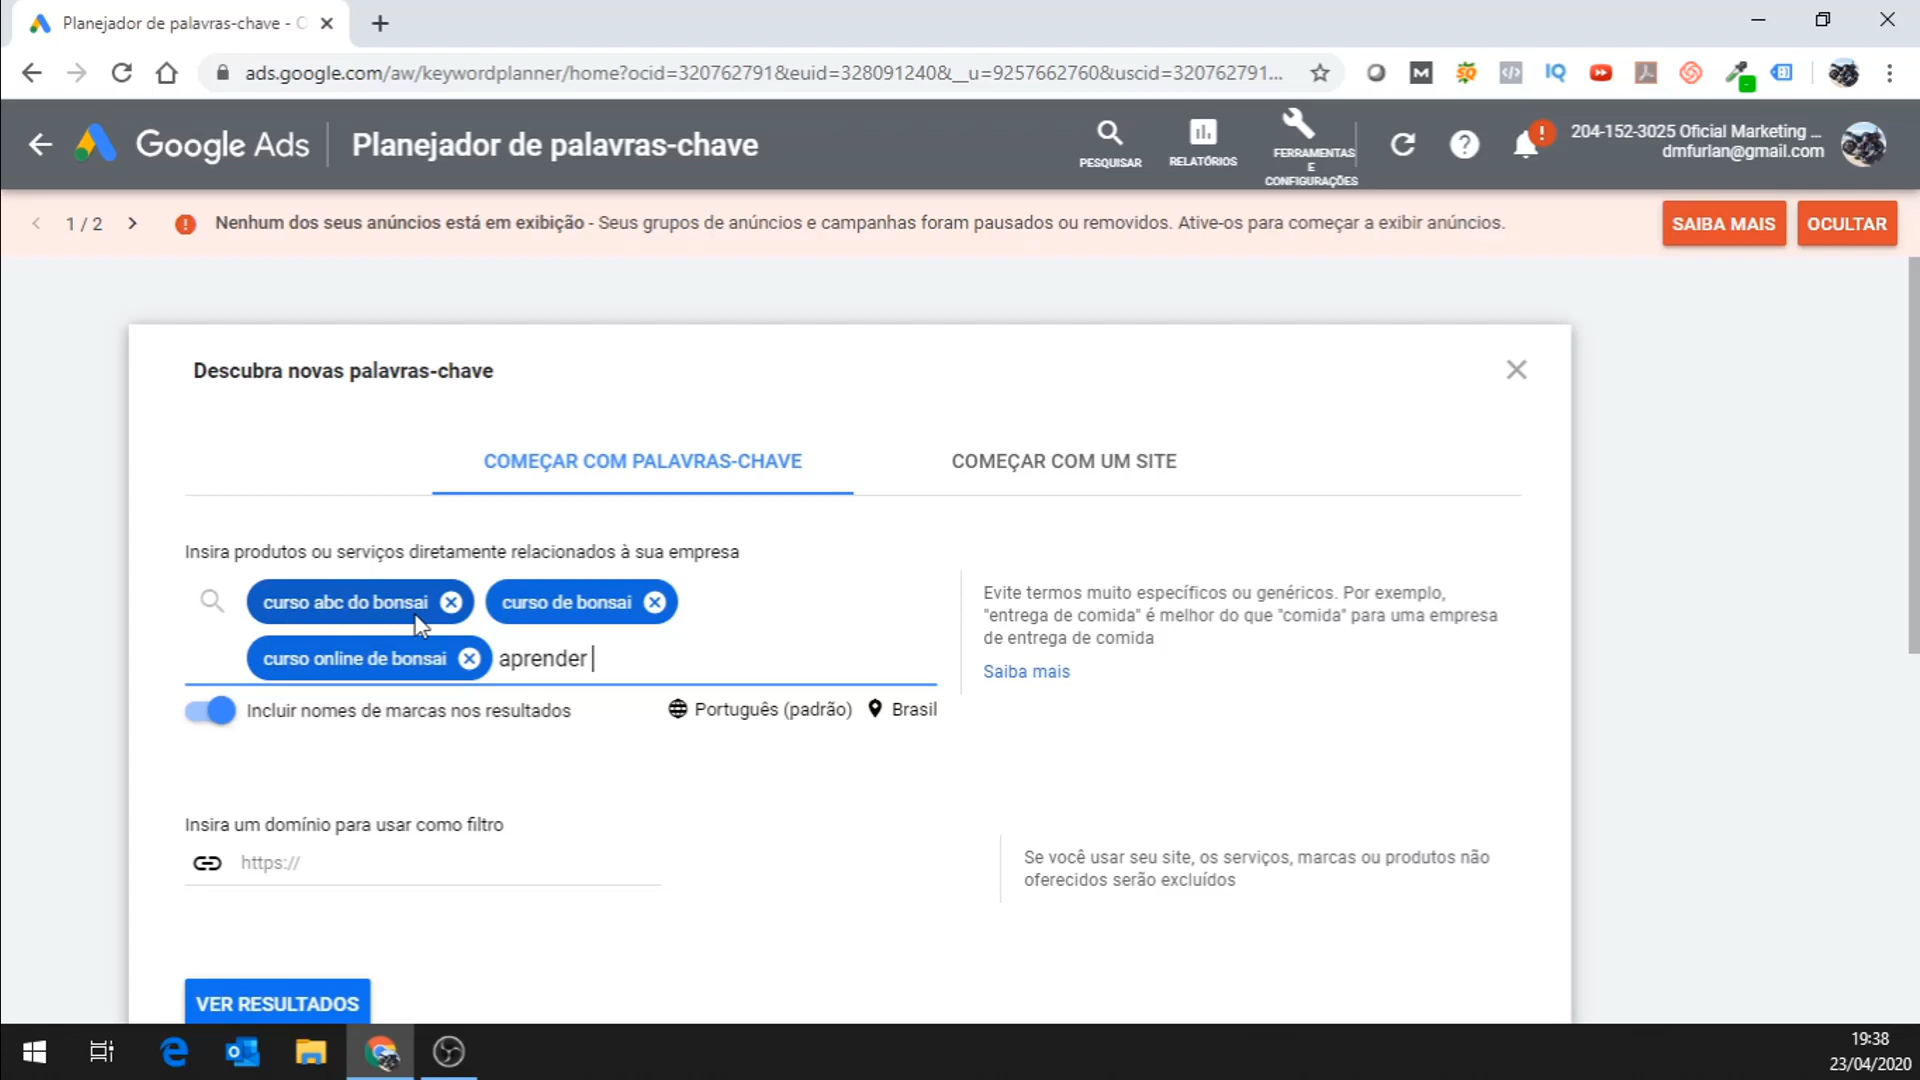 Planejador de palavras-chave -
ads.google.com/aw/keywordplanner/home?ocid=320762791&euid=328091240&__u=9257662760&uscid=320762791...
Google Ads
Planejador de palavras-chave
PESQUISAR
RELATÓRIOS
FERRAMENTAS
E
CONFIGURAÇÕES
204-152-3025 Oficial Marketing ...
dmfurlan@gmail.com
1 / 2
Nenhum dos seus anúncios está em exibição - Seus grupos de anúncios e campanhas foram pausados ou removidos. Ative-os para começar a exibir anúncios.
SAIBA MAIS
OCULTAR
Descubra novas palavras-chave
COMEÇAR COM PALAVRAS-CHAVE
COMEÇAR COM UM SITE
Insira produtos ou serviços diretamente relacionados à sua empresa
curso abc do bonsai
curso de bonsai
curso online de bonsai
aprender
Evite termos muito específicos ou genéricos. Por exemplo,
"entrega de comida" é melhor do que "comida" para uma empresa
de entrega de comida
Saiba mais
Incluir nomes de marcas nos resultados
Português (padrão)
Brasil
Insira um domínio para usar como filtro
https://
Se você usar seu site, os serviços, marcas ou produtos não
oferecidos serão excluídos
VER RESULTADOS
19:38
23/04/2020